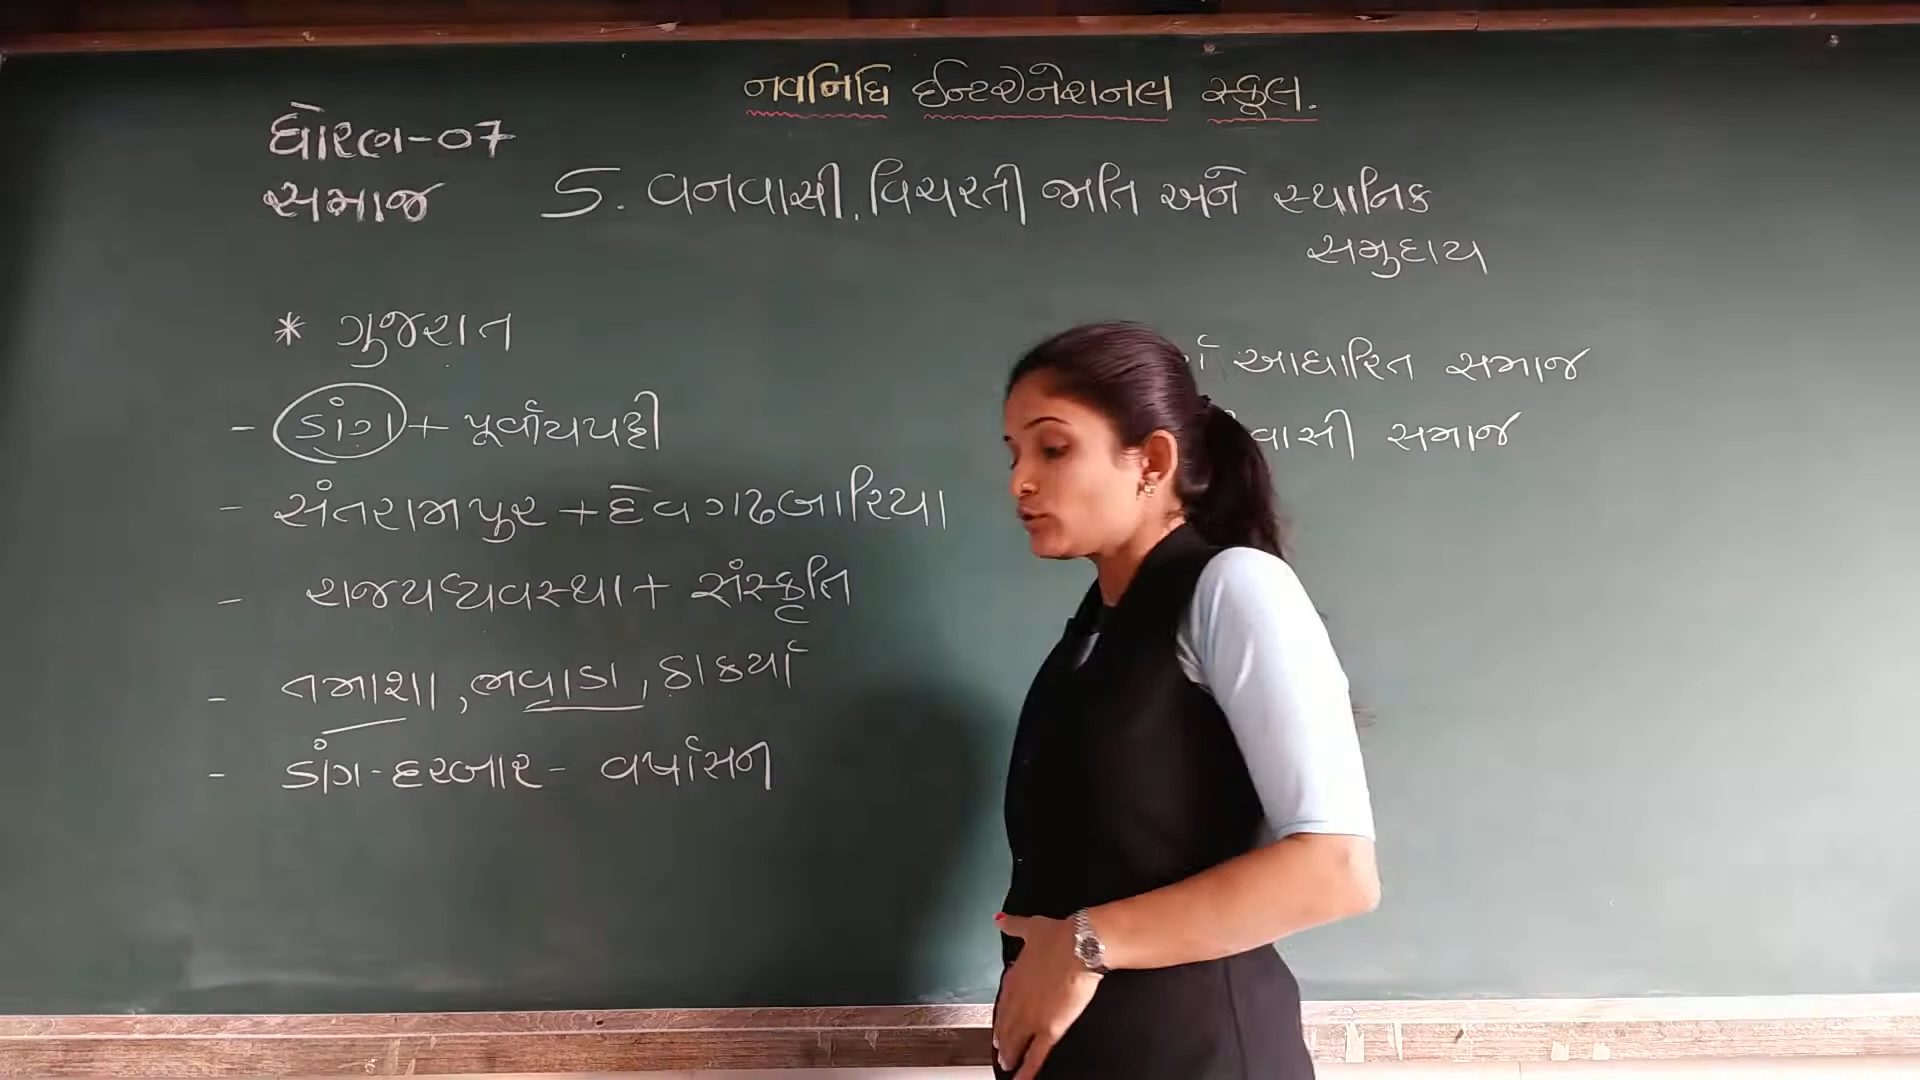 નવનિધિ ઈન્ટરનેશનલ સ્કુલ.
ધોરણ-07
સમાજ
5. વનવાસી, વિચરતી જાતિ અને સ્થાનિક
સમુદાય
* ગુજરાત
- ડાંગ + પૂર્વીયપટ્ટી
- સંતરામપુર + દેવગઢબારિયા
- રાજયવ્યવસ્થા + સંસ્કૃતિ
- તમાશા, ભવાડા, ઠાકર્યા
- ડાંગ - દરબાર - વર્ષાસન
આધારિત સમાજ
વાસી સમાજ